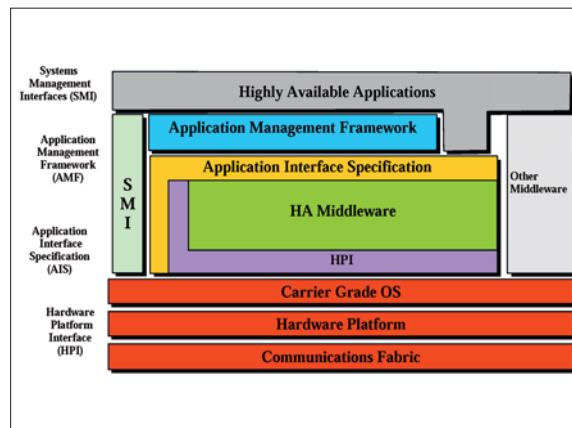 Systems
Management
Interfaces (SMI)
Highly Available Applications
Application
Management
Framework
(AMF)
Application Management Framework
S
M
I
Application Interface Specification
Other
Middleware
HA Middleware
Application
Interface
Specification
(AIS)
HPI
Carrier Grade OS
Hardware
Platform
Interface
(HPI)
Hardware Platform
Communications Fabric